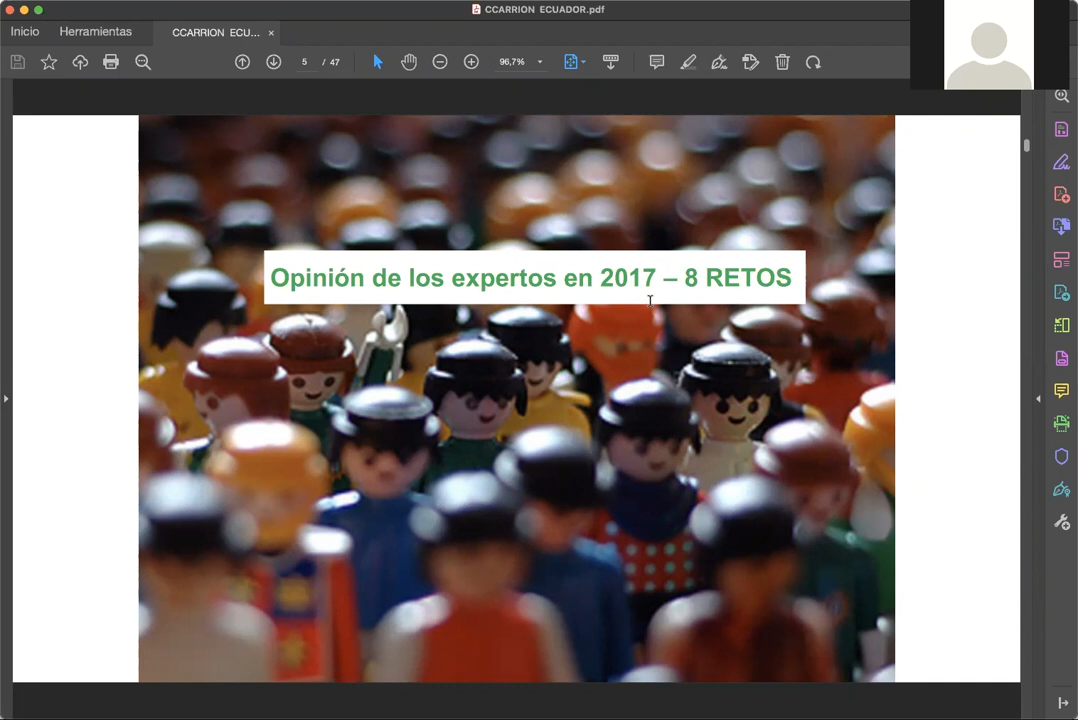 CCARRION ECUADOR.pdf
Inicio
Herramientas
CCARRION ECU... ×
5 / 47
96,7%
Opinión de los expertos en 2017 – 8 RETOS